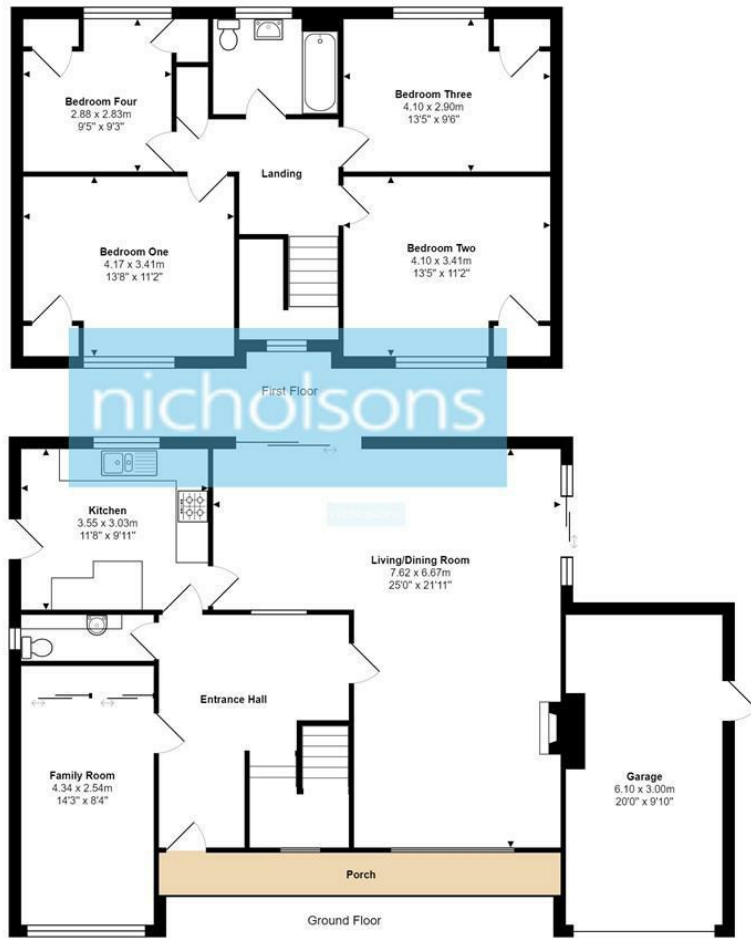 Bedroom Four
2.88 x 2.83m
9'5" x 9'3"
Bedroom Three
4.10 x 2.90m
13'5" x 9'6"
Landing
Bedroom One
4.17 x 3.41m
13'8" x 11'2"
Bedroom Two
4.10 x 3.41m
13'5" x 11'2"
First Floor
nicholsons
Kitchen
3.55 x 3.03m
11'8" x 9'11"
nicholsons
Living/Dining Room
7.62 x 6.67m
25'0" x 21'11"
Entrance Hall
Family Room
4.34 x 2.54m
14'3" x 8'4"
Garage
6.10 x 3.00m
20'0" x 9'10"
Porch
Ground Floor